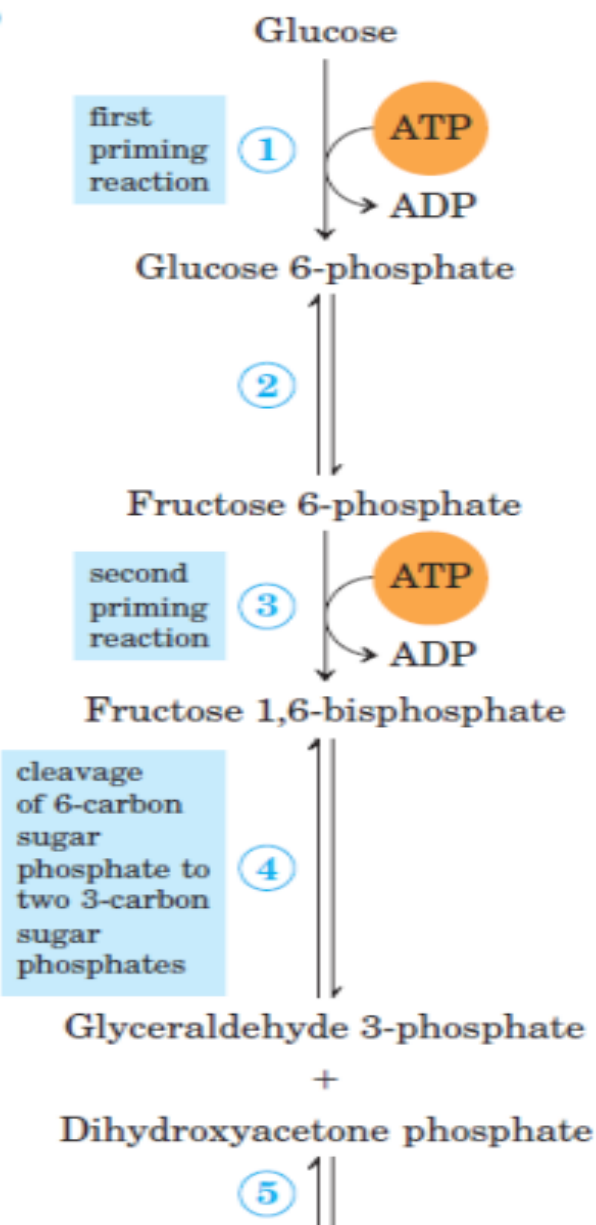 Glucose
first
priming
reaction
1
ATP
ADP
Glucose 6-phosphate
2
Fructose 6-phosphate
second
priming
reaction
3
ATP
ADP
Fructose 1,6-bisphosphate
cleavage
of 6-carbon
sugar
phosphate to
two 3-carbon
sugar
phosphates
4
Glyceraldehyde 3-phosphate
+
Dihydroxyacetone phosphate
5